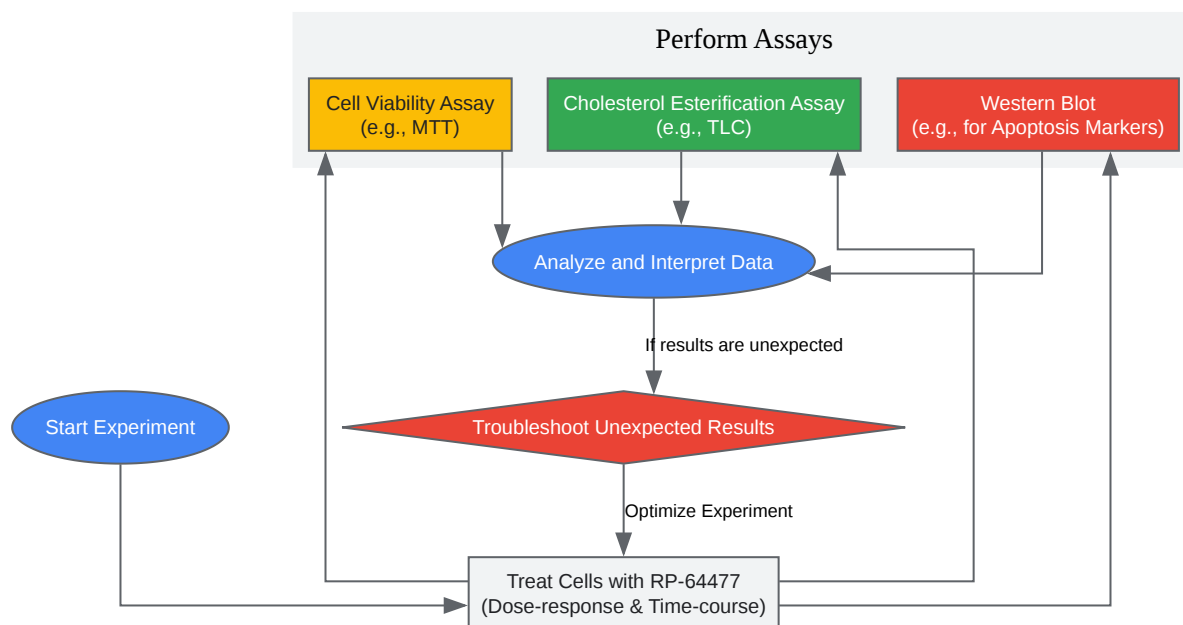 Perform Assays
Cell Viability Assay
(e.g., MTT)
Cholesterol Esterification Assay
(e.g., TLC)
Western Blot
(e.g., for Apoptosis Markers)
Analyze and Interpret Data
If results are unexpected
Start Experiment
Troubleshoot Unexpected Results
Optimize Experiment
Treat Cells with RP-64477
(Dose-response & Time-course)